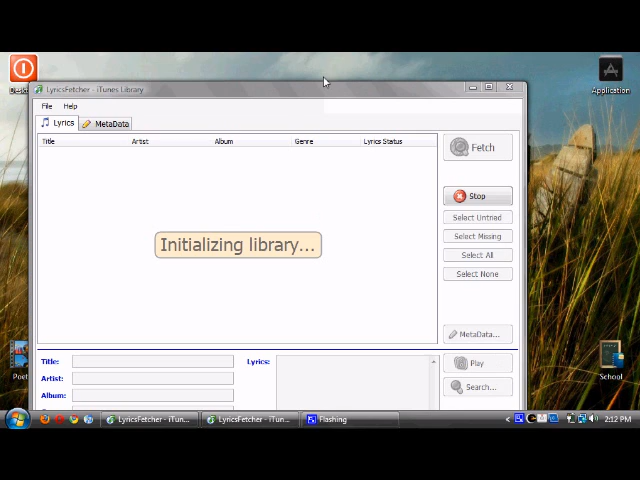 Application
LyricsFetcher - iTunes Library
File Help
Lyrics MetaData
Title Artist Album Genre Lyrics Status
Fetch
Stop
Select Untried
Select Missing
Select All
Select None
Initializing library...
MetaData...
Title:
Lyrics:
Play
Artist:
Search...
Album:
School
LyricsFetcher - iTun...
LyricsFetcher - iTun...
Flashing
2:12 PM